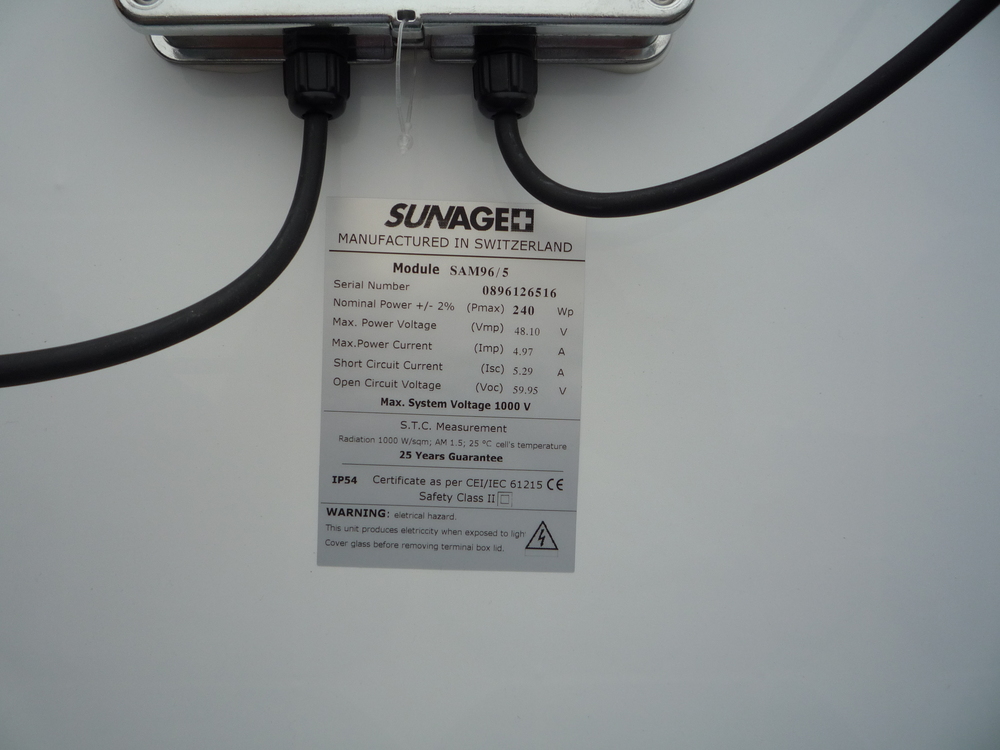 SUNAGE
MANUFACTURED IN SWITZERLAND
Module SAM96/5
Serial Number 0896126516
Nominal Power +/- 2% (Pmax) 240 Wp
Max. Power Voltage (Vmp) 48.10 V
Max.Power Current (Imp) 4.97 A
Short Circuit Current (Isc) 5.29 A
Open Circuit Voltage (Voc) 59.95 V
Max. System Voltage 1000 V
S.T.C. Measurement
Radiation 1000 W/sqm; AM 1.5; 25 °C cell's temperature
25 Years Guarantee
IP54 Certificate as per CEI/IEC 61215 CE
Safety Class II
WARNING: eletrical hazard.
This unit produces eletriccity when exposed to ligh
Cover glass before removing terminal box lid.